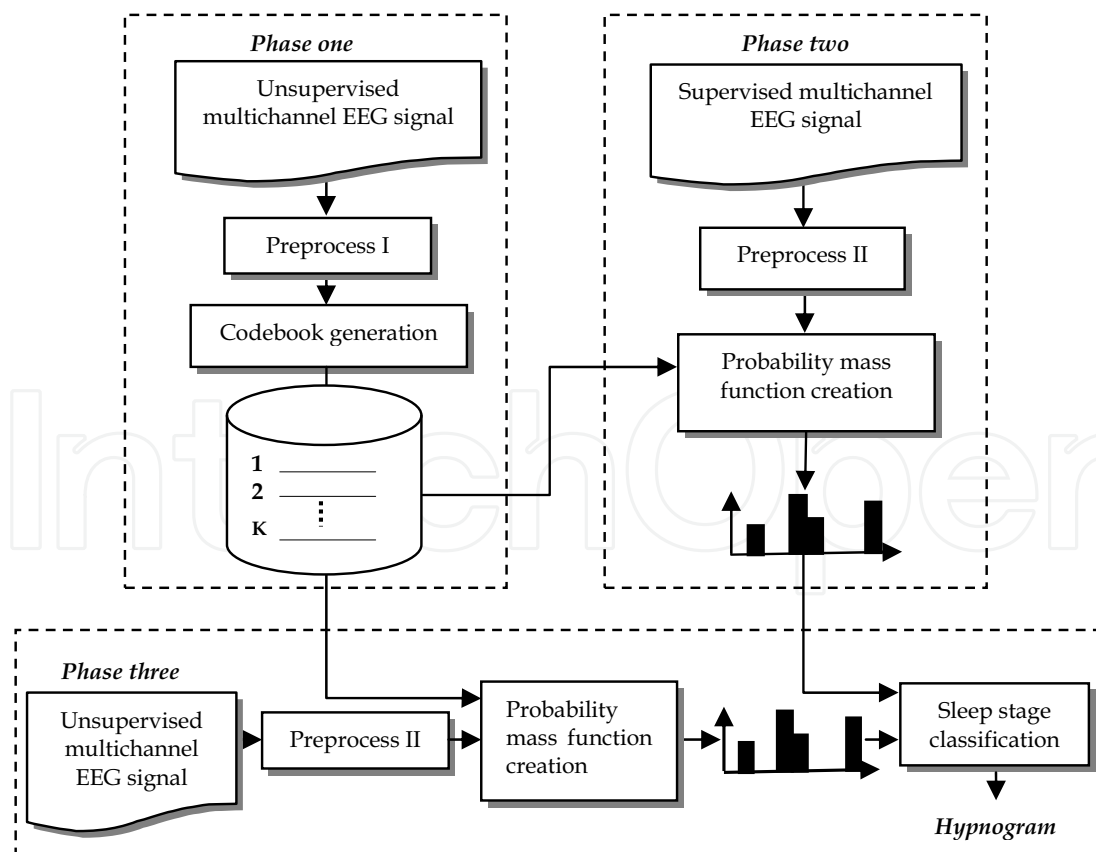 Phase one
Unsupervised
multichannel EEG signal
Preprocess I
Codebook generation
1
2
K
Phase two
Supervised multichannel
EEG signal
Preprocess II
Probability mass
function creation
IntechOpen
Phase three
Unsupervised
multichannel
EEG signal
Preprocess II
Probability
mass function
creation
Sleep stage
classification
Hypnogram